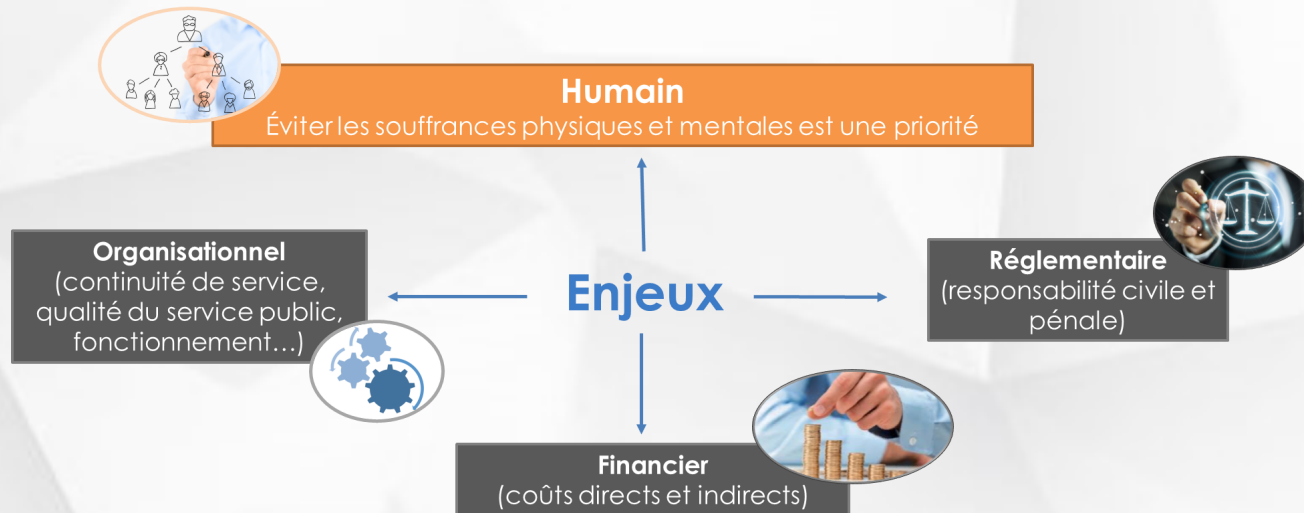 Humain
Éviter les souffrances physiques et mentales est une priorité
Organisationnel
(continuité de service,
qualité du service public,
fonctionnement…)
Enjeux
Réglementaire
(responsabilité civile et
pénale)
Financier
(coûts directs et indirects)